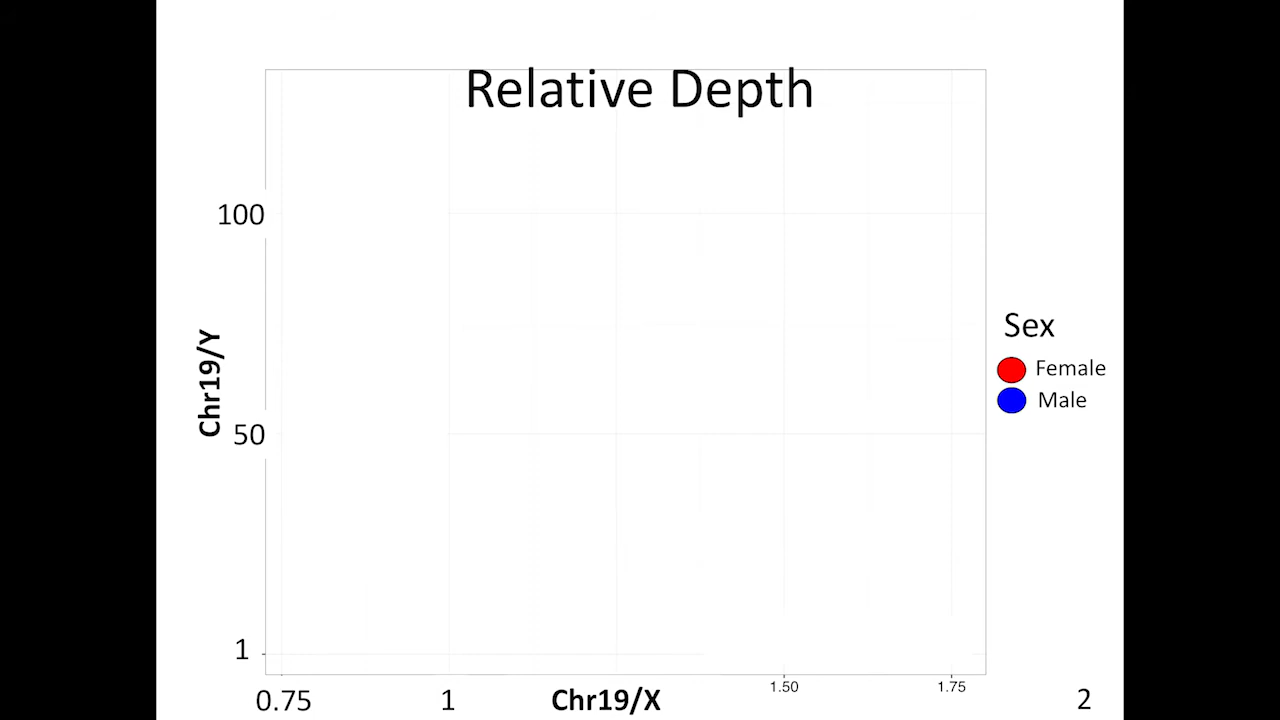 Relative Depth
100
Chr19/Y
50
1
0.75
1
Chr19/X
1.50
1.75
2
Sex
Female
Male